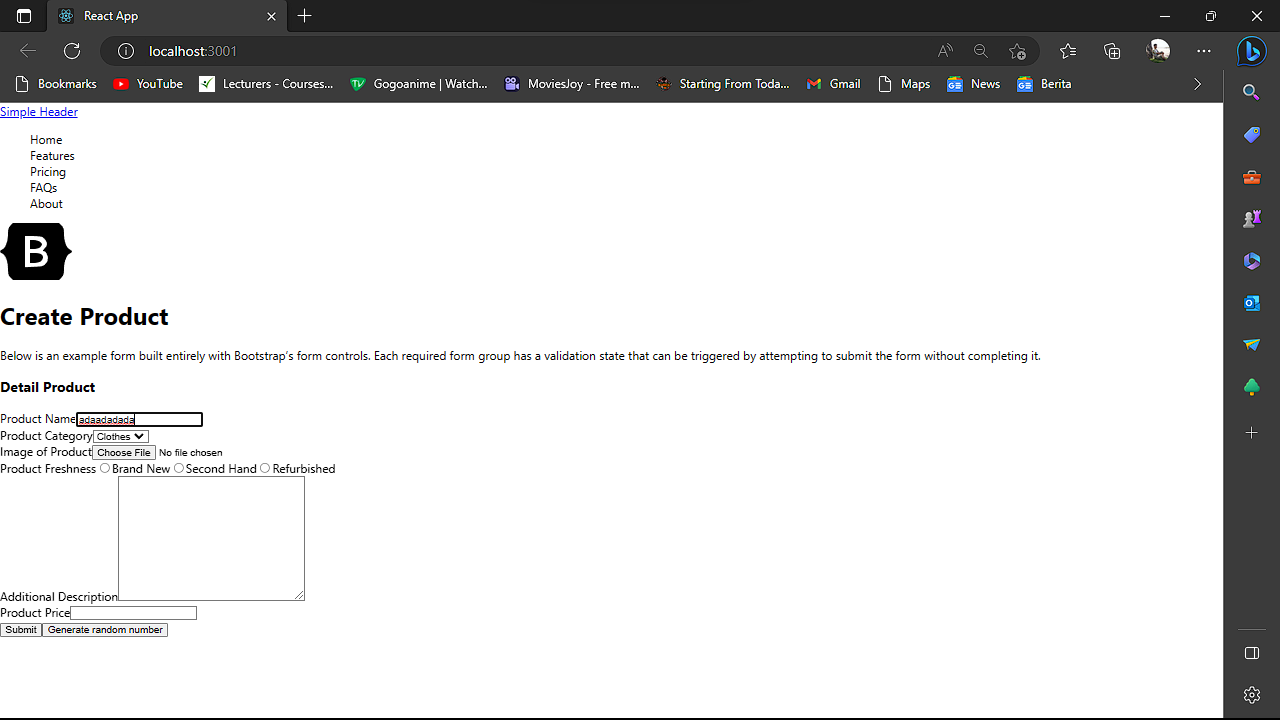 React App
localhost:3001
Bookmarks YouTube Lecturers - Courses... Gogoanime | Watch... MoviesJoy - Free m... Starting From Toda... Gmail Maps News Berita
Simple Header
Home
Features
Pricing
FAQs
About
B
Create Product
Below is an example form built entirely with Bootstrap's form controls. Each required form group has a validation state that can be triggered by attempting to submit the form without completing it.
Detail Product
Product Name adaadadada
Product Category Clothes
Image of Product Choose File No file chosen
Product Freshness Brand New Second Hand Refurbished
Additional Description
Product Price
Submit Generate random number